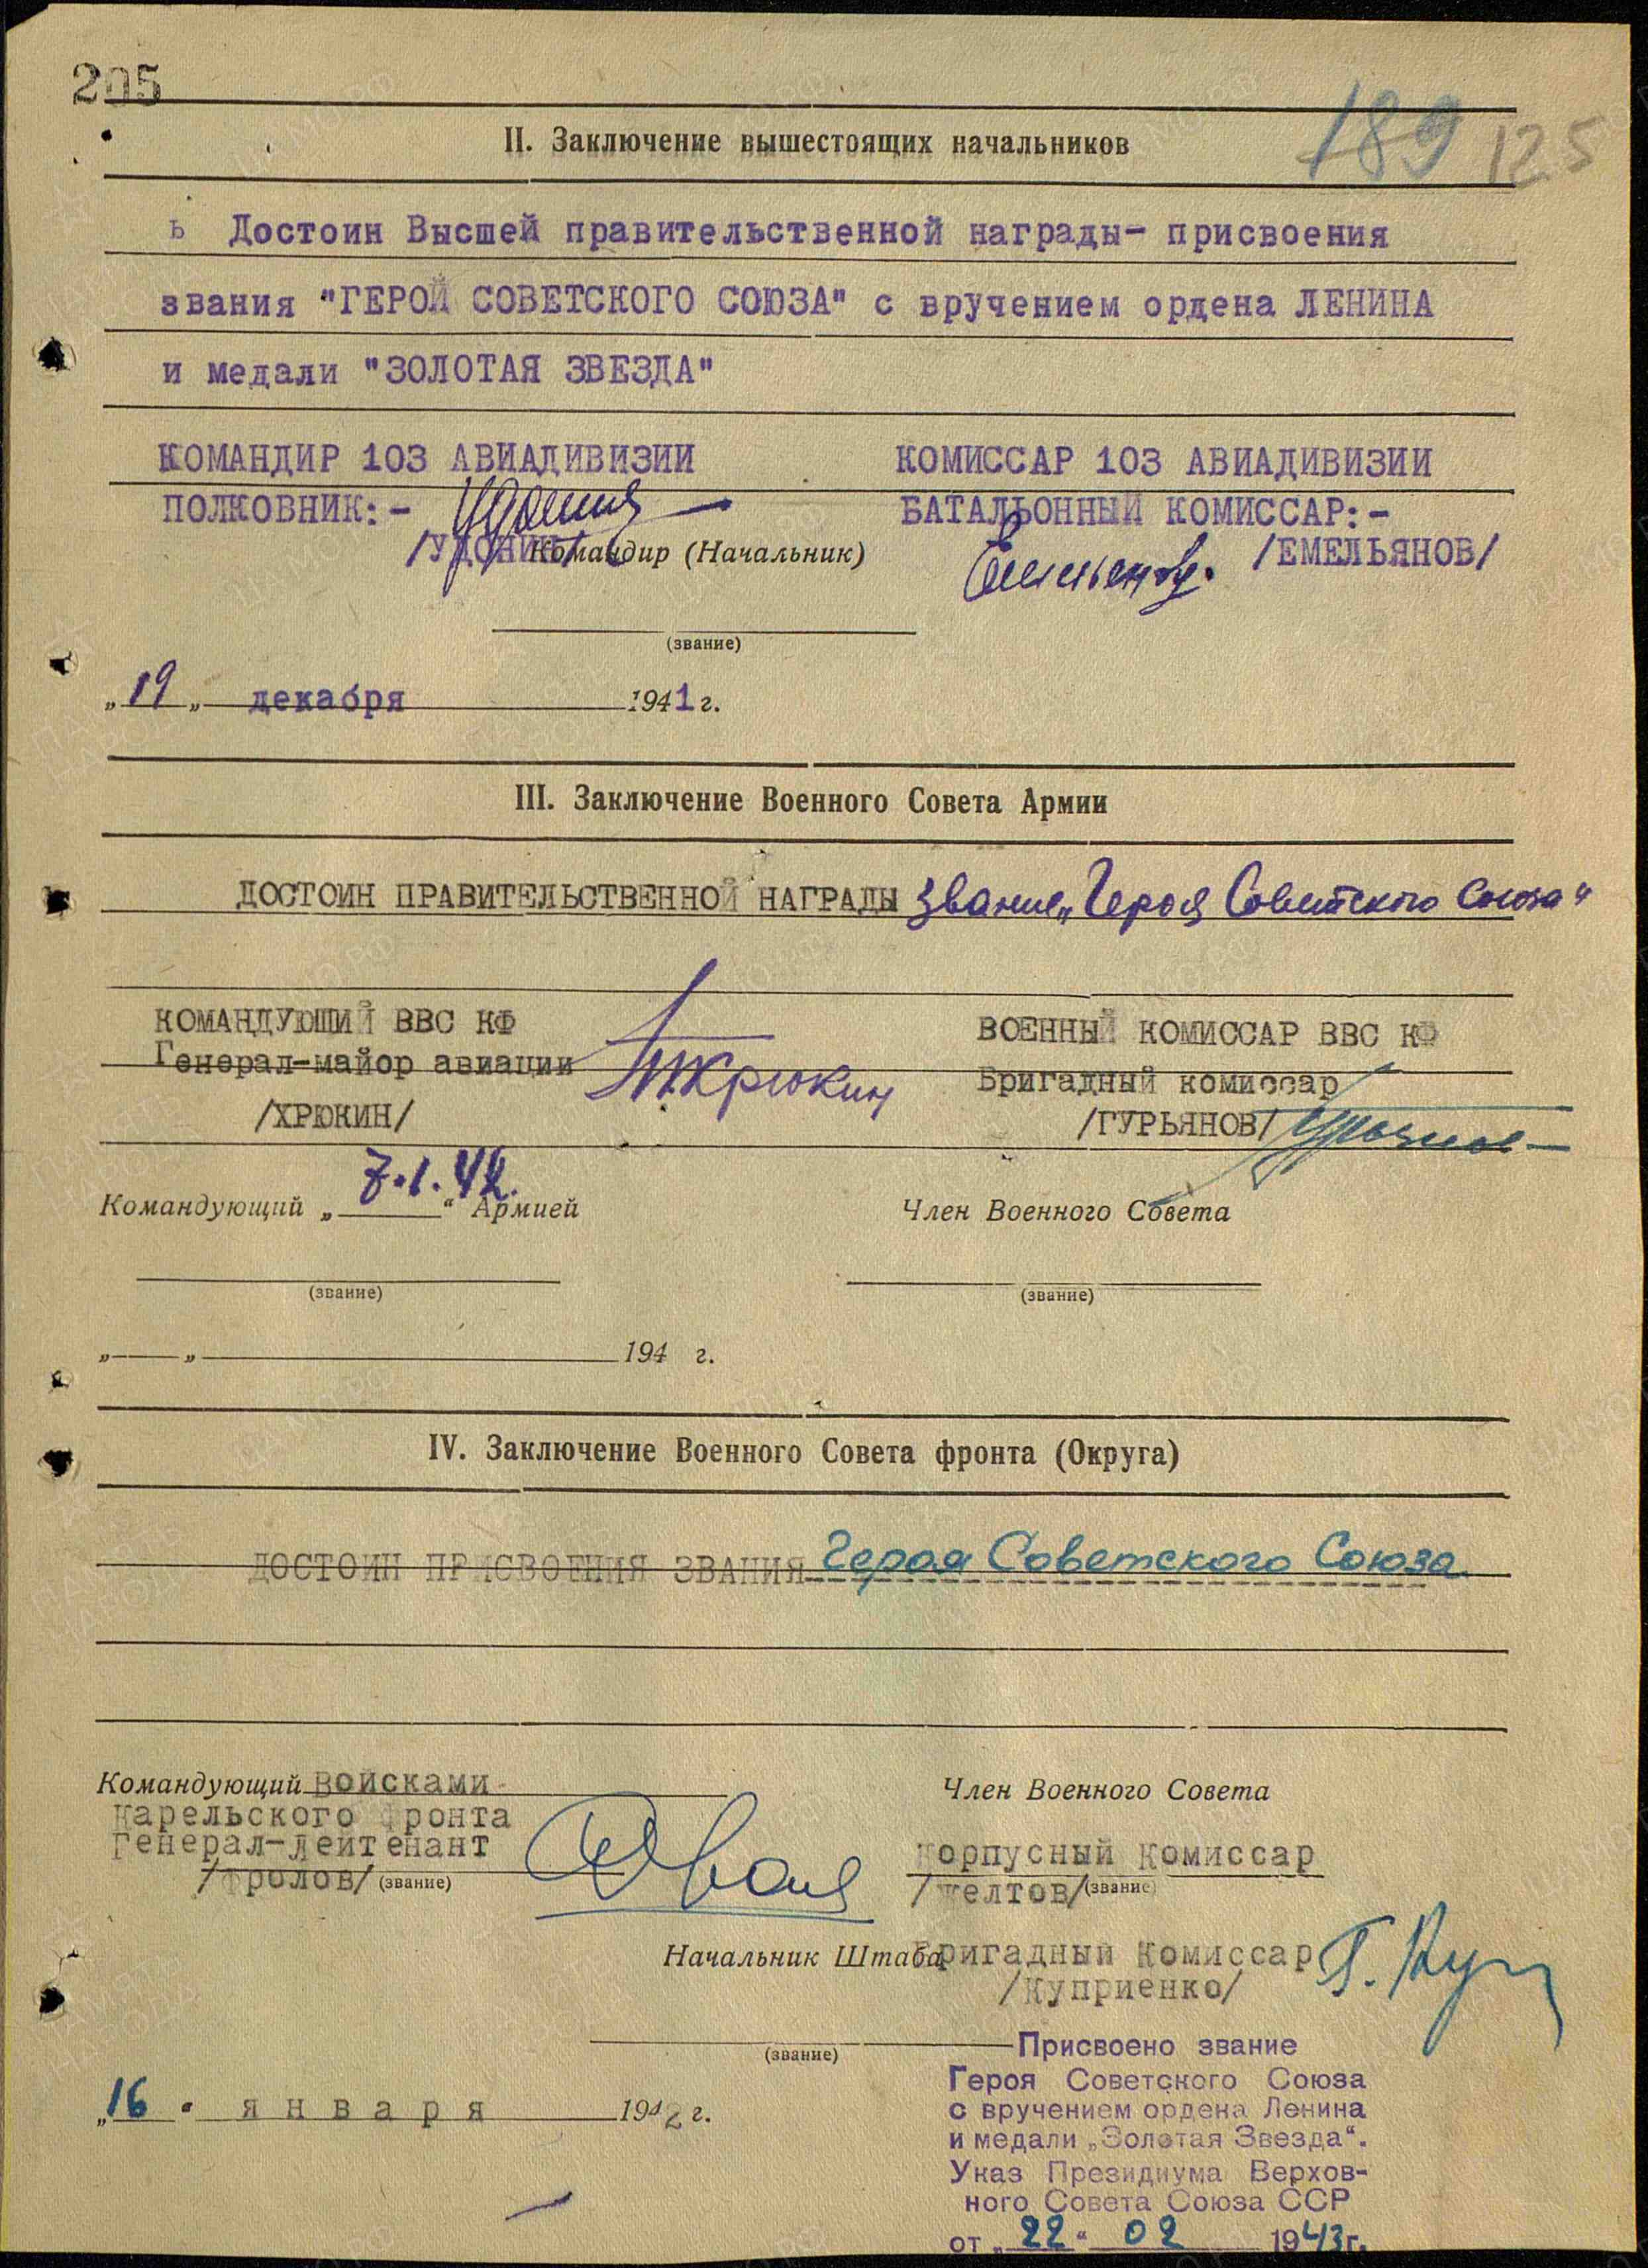 205
189 125
II. Заключение вышестоящих начальников
ь Достоин Высшей правительственной награды- присвоения
звания "ГЕРОЙ СОВЕТСКОГО СОЮЗА" с вручением ордена ЛЕНИНА
и медали "ЗОЛОТАЯ ЗВЕЗДА"
КОМАНДИР 103 АВИАДИВИЗИИ КОМИССАР 103 АВИАДИВИЗИИ
ПОЛКОВНИК:- БАТАЛЬОННЫЙ КОМИССАР:-
/УДОНИН/ Командир (Начальник) /ЕМЕЛЬЯНОВ/
(звание)
„19„ декабря 1941 г.
III. Заключение Военного Совета Армии
ДОСТОИН ПРАВИТЕЛЬСТВЕННОЙ НАГРАДЫ звание „Героя Советского Союза"
КОМАНДУЮЩИЙ ВВС КФ ВОЕННЫЙ КОМИССАР ВВС КФ
Генерал-майор авиации ТТХрюкин Бригадный комиссар
/ХРЮКИН/ /ГУРЬЯНОВ/
7.1.42.
Командующий „ “ Армией Член Военного Совета
(звание) (звание)
„ „ 194 г.
IV. Заключение Военного Совета фронта (Округа)
ДОСТОИН ПРИСВОЕНИЯ ЗВАНИЯ Героя Советского Союза
Командующий Войсками Член Военного Совета
Карельского Фронта
Генерал-лейтенант Корпусный Комиссар
/Фролов/ (звание) /Желтов/ (звание)
Начальник Штаба Бригадный Комиссар
/Куприенко/
(звание) Присвоено звание
Героя Советского Союза
с вручением ордена Ленина
„16 . января 1942 г.
и медали „Золотая Звезда“.
Указ Президиума Верхов-
ного Совета Союза ССР
от „22“ 02 1943г.